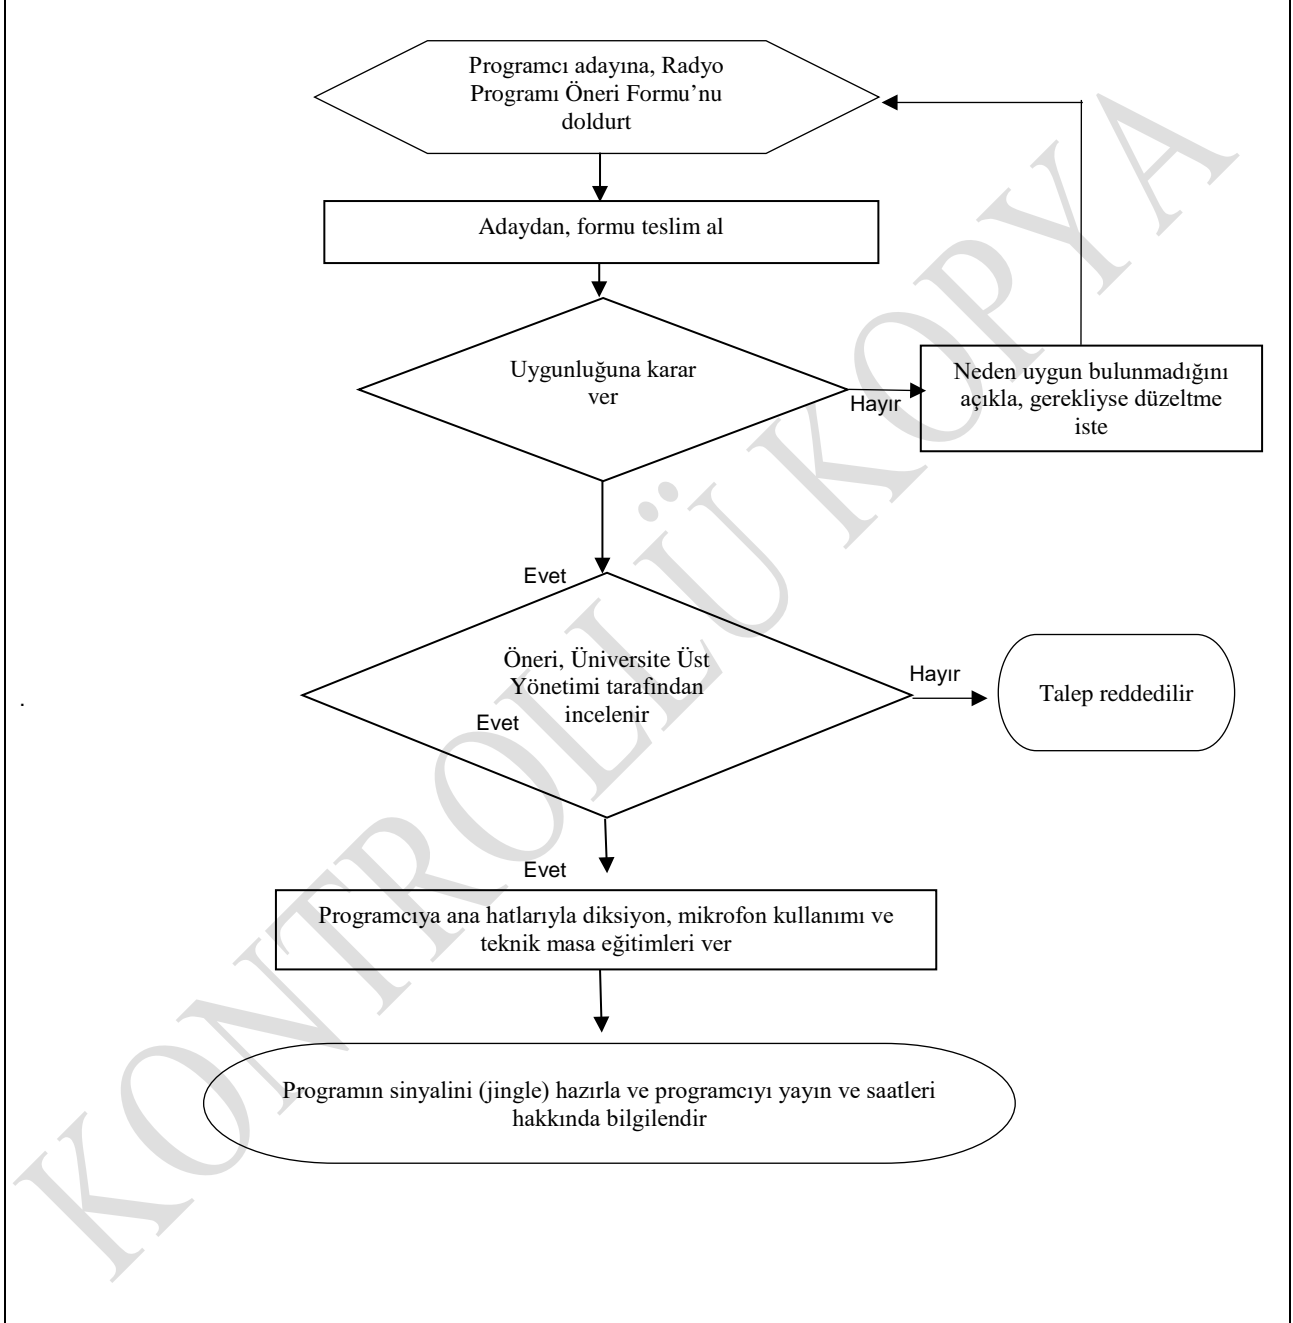 Programcı adayına, Radyo
Programı Öneri Formu’nu
doldurt
Adaydan, formu teslim al
Uygunluğuna karar
ver
Hayır
Neden uygun bulunmadığını
açıkla, gerekliyse düzeltme
iste
Evet
Öneri, Üniversite Üst
Yönetimi tarafından
incelenir
Evet
Hayır
Talep reddedilir
.
Evet
Programcıya ana hatlarıyla diksiyon, mikrofon kullanımı ve
teknik masa eğitimleri ver
Programın sinyalini (jingle) hazırla ve programcıyı yayın ve saatleri
hakkında bilgilendir
KONTROLLÜ KOPYA